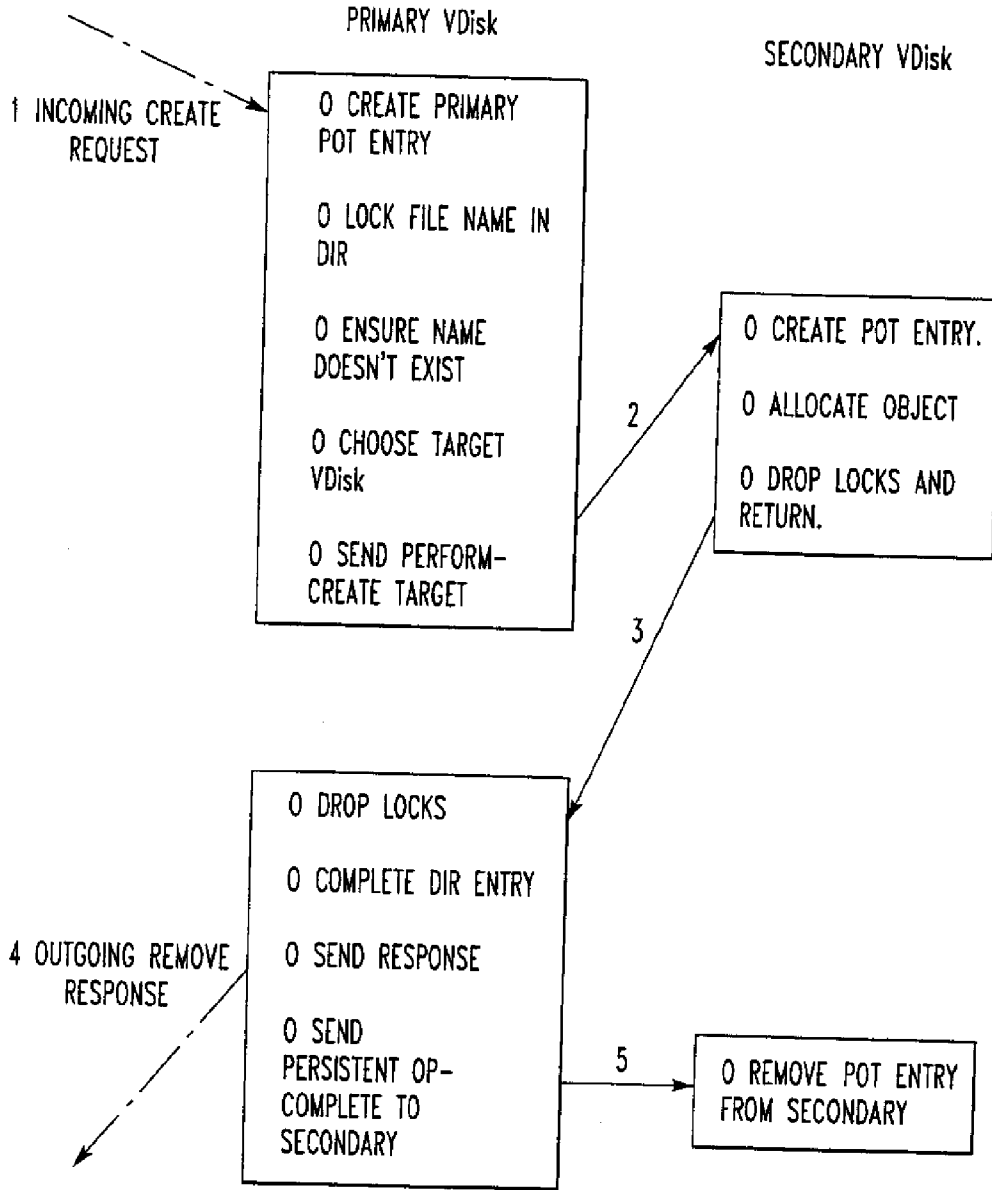 PRIMARY VDisk
SECONDARY VDisk
1 INCOMING CREATE
REQUEST
O CREATE PRIMARY
POT ENTRY
O LOCK FILE NAME IN
DIR
O ENSURE NAME
DOESN'T EXIST
O CHOOSE TARGET
VDisk
O SEND PERFORM-
CREATE TARGET
2
O CREATE POT ENTRY.
O ALLOCATE OBJECT
O DROP LOCKS AND
RETURN.
3
O DROP LOCKS
O COMPLETE DIR ENTRY
O SEND RESPONSE
O SEND
PERSISTENT OP-
COMPLETE TO
SECONDARY
4 OUTGOING REMOVE
RESPONSE
5
O REMOVE POT ENTRY
FROM SECONDARY